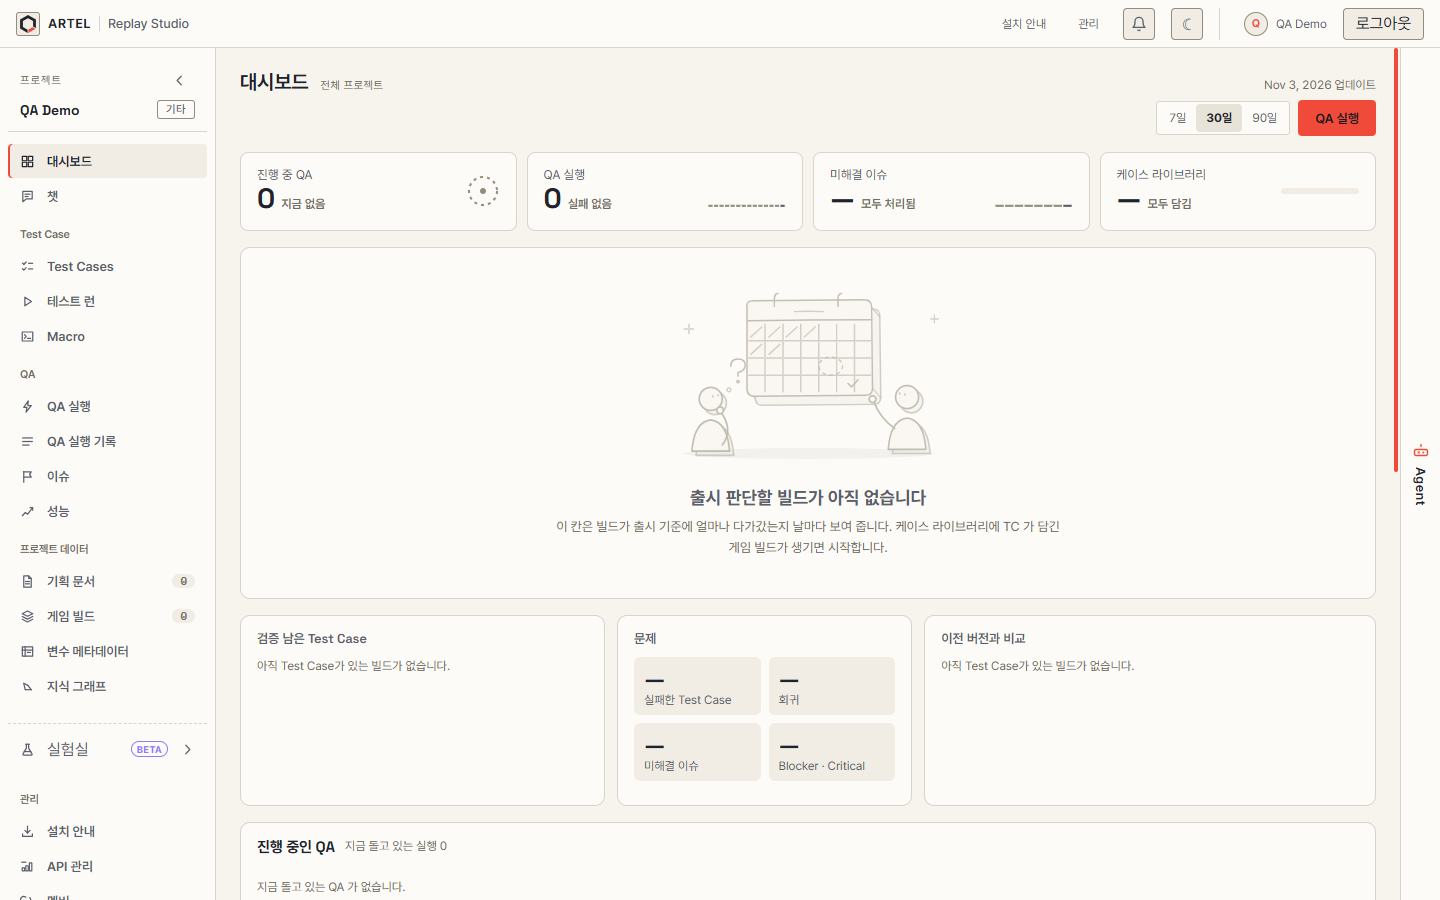 ARTEL
Replay Studio
설치 안내
관리
Q
QA Demo
로그아웃
프로젝트
QA Demo
기타
대시보드
챗
Test Case
Test Cases
테스트 런
Macro
QA
QA 실행
QA 실행 기록
이슈
성능
프로젝트 데이터
기획 문서
0
게임 빌드
0
변수 메타데이터
지식 그래프
실험실
BETA
관리
설치 안내
API 관리
대시보드
전체 프로젝트
Nov 3, 2026 업데이트
7일
30일
90일
QA 실행
진행 중 QA
0 지금 없음
QA 실행
0 실패 없음
미해결 이슈
— 모두 처리됨
케이스 라이브러리
— 모두 담김
출시 판단할 빌드가 아직 없습니다
이 칸은 빌드가 출시 기준에 얼마나 다가갔는지 날마다 보여 줍니다. 케이스 라이브러리에 TC 가 담긴
게임 빌드가 생기면 시작합니다.
검증 남은 Test Case
아직 Test Case가 있는 빌드가 없습니다.
문제
—
실패한 Test Case
—
회귀
—
미해결 이슈
—
Blocker · Critical
이전 버전과 비교
아직 Test Case가 있는 빌드가 없습니다.
진행 중인 QA
지금 돌고 있는 실행 0
지금 돌고 있는 QA 가 없습니다.
Agent